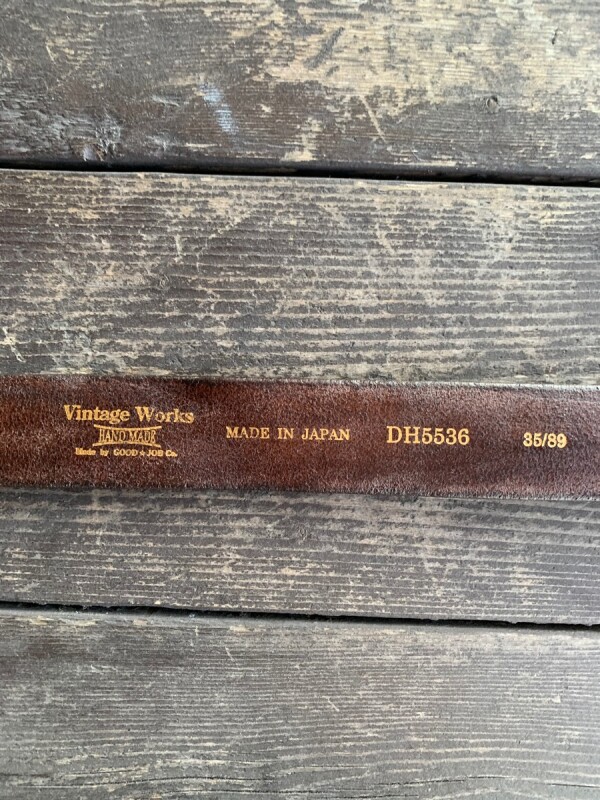 Vintage Works
HAND MADE
Made by GOOD★JOB Co.
MADE IN JAPAN
DH5536
35/89